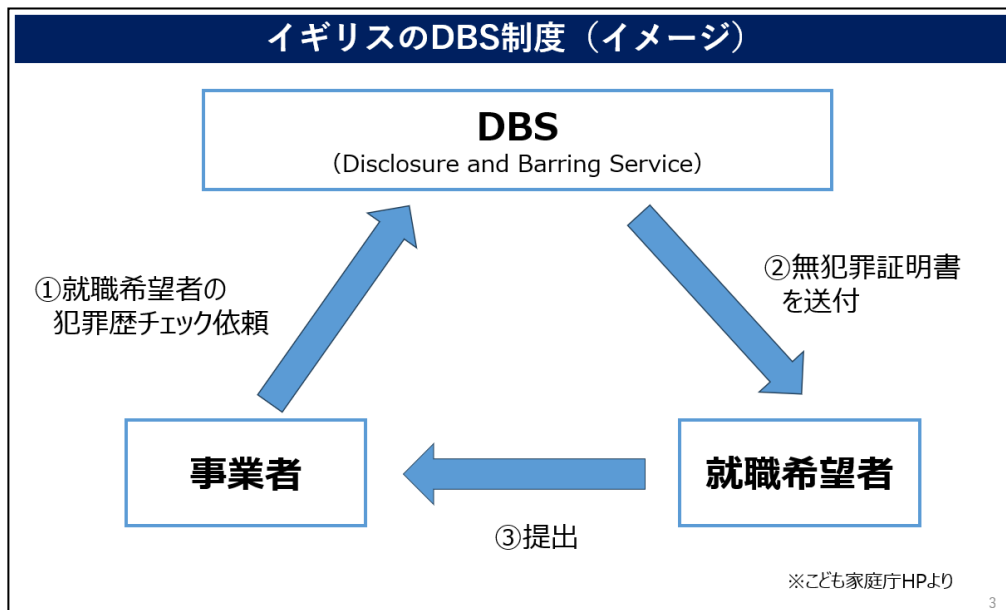 イギリスのDBS制度（イメージ）
DBS
（Disclosure and Barring Service）
①就職希望者の
犯罪歴チェック依頼
②無犯罪証明書
を送付
事業者
就職希望者
③提出
※こども家庭庁HPより
3